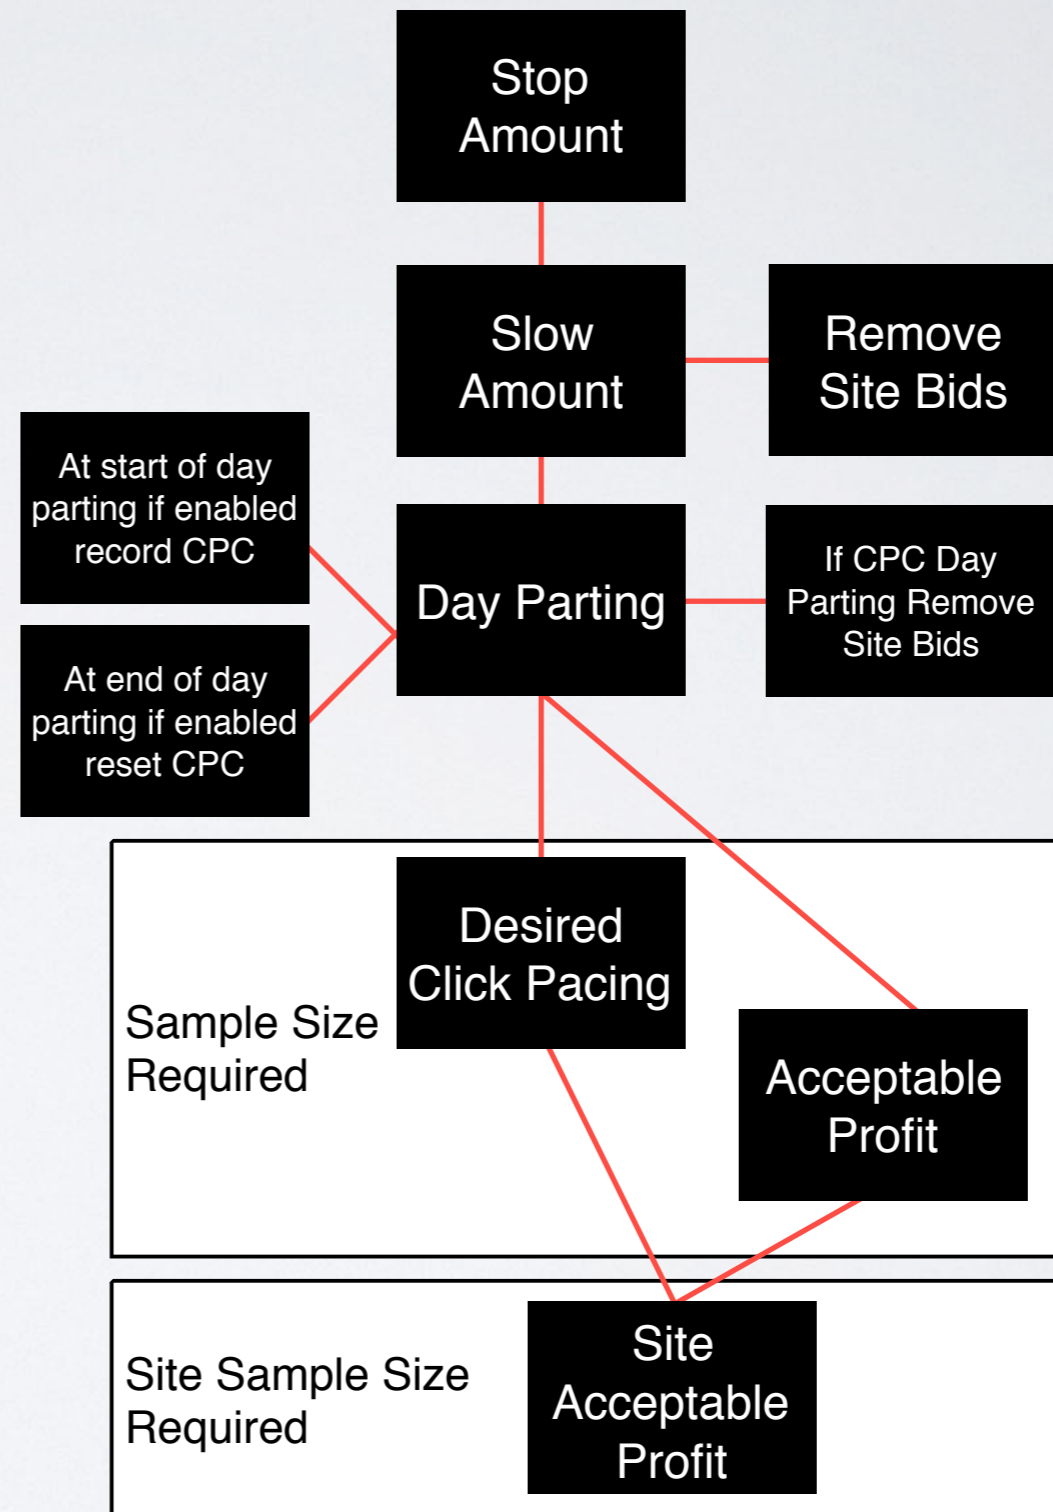 Stop
Amount
Slow
Amount
Remove
Site Bids
At start of day
parting if enabled
record CPC
Day Parting
If CPC Day
Parting Remove
Site Bids
At end of day
parting if enabled
reset CPC
Desired
Click Pacing
Sample Size
Required
Acceptable
Profit
Site Sample Size
Required
Site
Acceptable
Profit